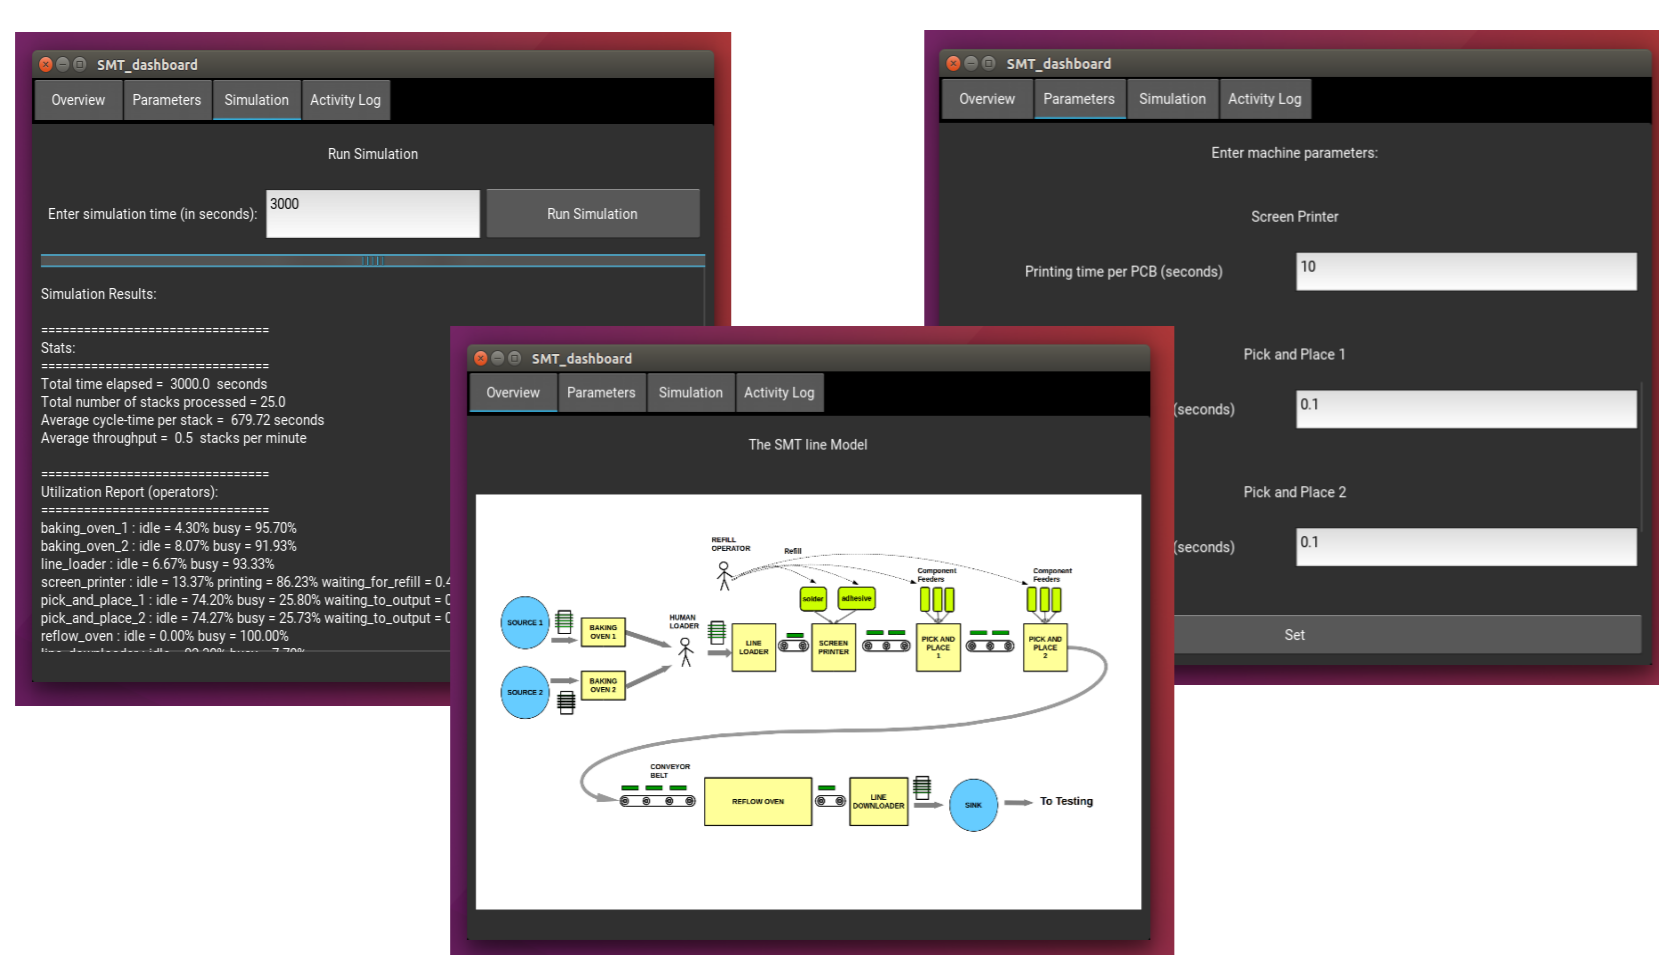 SMT_dashboard
Overview Parameters Simulation Activity Log
Run Simulation
Enter simulation time (in seconds): 3000 Run Simulation
Simulation Results:
================================
Stats:
================================
Total time elapsed = 3000.0 seconds
Total number of stacks processed = 25.0
Average cycle-time per stack = 679.72 seconds
Average throughput = 0.5 stacks per minute
================================
Utilization Report (operators):
================================
baking_oven_1 : idle = 4.30% busy = 95.70%
baking_oven_2 : idle = 8.07% busy = 91.93%
line_loader : idle = 6.67% busy = 93.33%
screen_printer : idle = 13.37% printing = 86.23% waiting_for_refill = 0.4
pick_and_place_1 : idle = 74.20% busy = 25.80% waiting_to_output = 0
pick_and_place_2 : idle = 74.27% busy = 25.73% waiting_to_output = 0
reflow_oven : idle = 0.00% busy = 100.00%
SMT_dashboard
Overview Parameters Simulation Activity Log
Enter machine parameters:
Screen Printer
Printing time per PCB (seconds) 10
Pick and Place 1
(seconds) 0.1
Pick and Place 2
(seconds) 0.1
Set
SMT_dashboard
Overview Parameters Simulation Activity Log
The SMT line Model
REFILL
OPERATOR
Refill
Component
Feeders
Component
Feeders
solder
adhesive
SOURCE 1
BAKING
OVEN 1
HUMAN
LOADER
LINE
LOADER
SCREEN
PRINTER
PICK AND
PLACE
1
PICK AND
PLACE
2
SOURCE 2
BAKING
OVEN 2
CONVEYOR
BELT
REFLOW OVEN
LINE
DOWNLOADER
SINK
To Testing